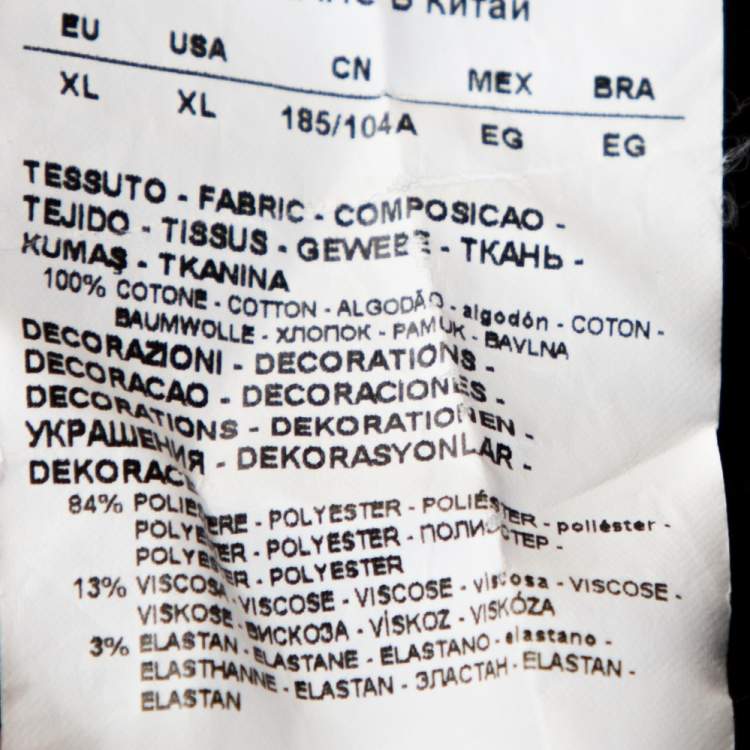 в Китай
EU USA CN MEX BRA
XL XL 185/104A EG EG
TESSUTO - FABRIC - COMPOSICAO -
TEJIDO - TISSUS - GEWEBE - ТКАНЬ -
KUMAŞ - TKANINA
100% COTONE - COTTON - ALGODÃO - algodón - COTON -
BAUMWOLLE - ХЛОПОК - PAMUK - BAVLNA
DECORAZIONI - DECORATIONS -
DECORACAO - DECORACIONES -
DECORATIONS - DEKORATIONEN -
УКРАШЕНИЯ - DEKORASYONLAR -
DEKORACE
84% POLIESTERE - POLYESTER - POLIÉSTER - poliéster -
POLYESTER - POLYESTER - ПОЛИЭСТЕР -
POLYESTER - POLYESTER
13% VISCOSA - VISCOSE - VISCOSE - viscosa - VISCOSE -
VISKOSE - ВИСКОЗА - VİSKOZ - VISKÓZA
3% ELASTAN - ELASTANE - ELASTANO - elastano -
ELASTHANNE - ELASTAN - ЭЛАСТАН - ELASTAN -
ELASTAN